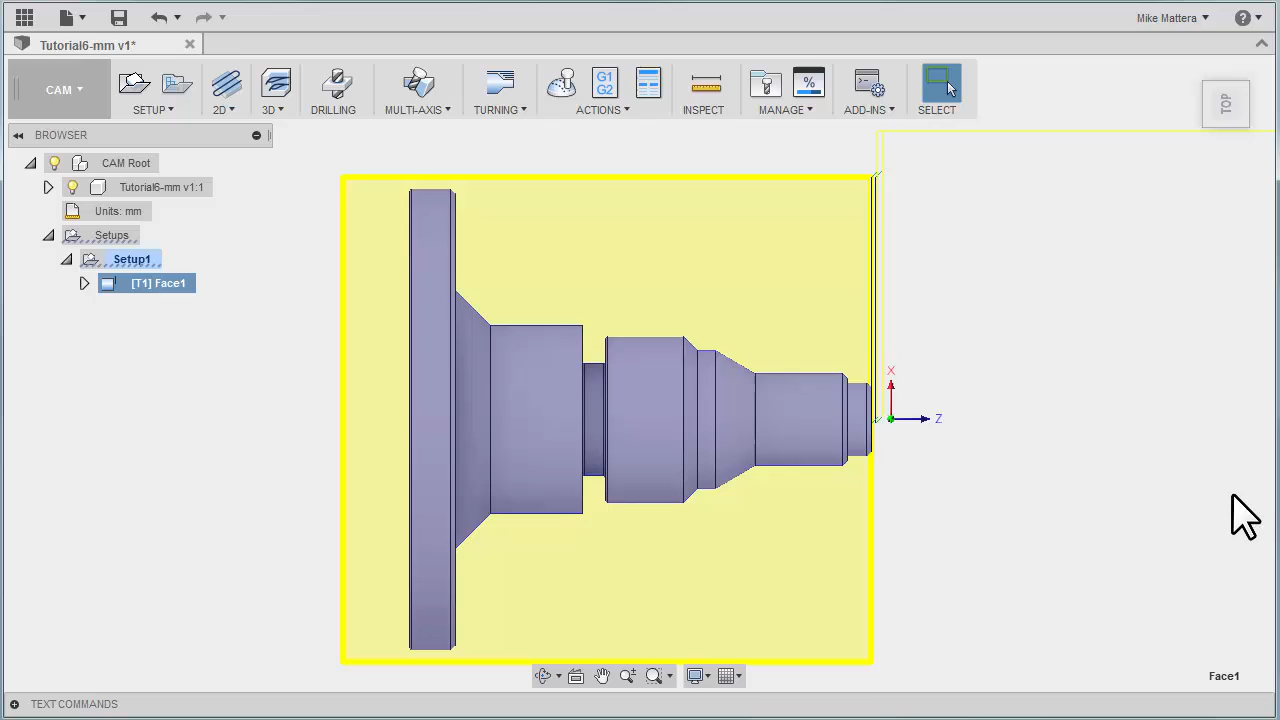 Mike Mattera
?
Tutorial6-mm v1*
CAM
SETUP
2D
3D
DRILLING
MULTI-AXIS
TURNING
G1
G2
ACTIONS
INSPECT
%
MANAGE
ADD-INS
SELECT
TOP
BROWSER
CAM Root
Tutorial6-mm v1:1
Units: mm
Setups
Setup1
[T1] Face1
X
Z
Face1
TEXT COMMANDS